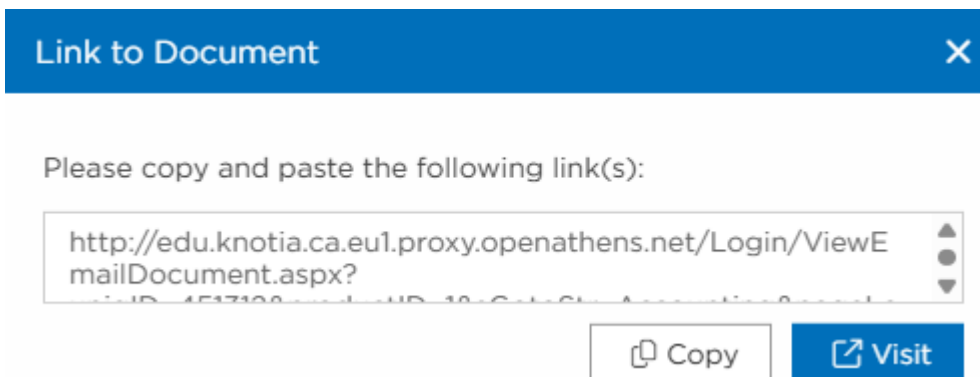 Link to Document
Please copy and paste the following link(s):
http://edu.knotia.ca.eu1.proxy.openathens.net/Login/ViewE
mailDocument.aspx?
Copy
Visit